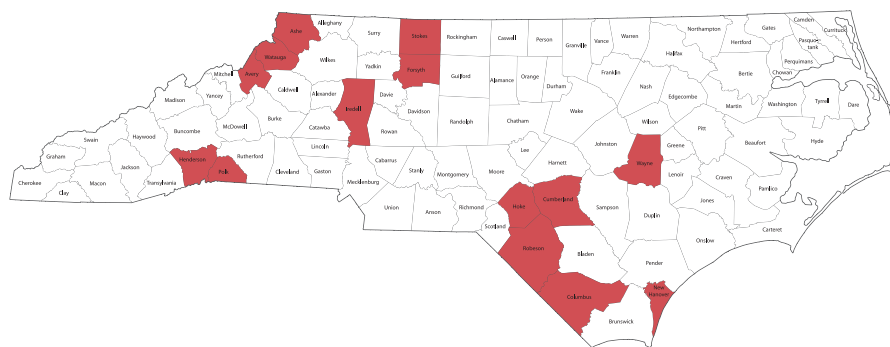 Ashe
Alleghany
Surry
Stokes
Rockingham
Caswell
Person
Granville
Vance
Warren
Northampton
Gates
Camden
Currituck
Pasquo-
tank
Perquimans
Chowan
Hertford
Halifax
Watauga
Wilkes
Yadkin
Forsyth
Guilford
Alamance
Orange
Durham
Franklin
Nash
Edgecombe
Bertie
Martin
Washington
Tyrrell
Dare
Avery
Mitchell
Yancey
Caldwell
Alexander
Iredell
Davie
Davidson
Randolph
Chatham
Wake
Wilson
Pitt
Beaufort
Hyde
Madison
Buncombe
McDowell
Burke
Catawba
Rowan
Lee
Johnston
Wayne
Greene
Haywood
Swain
Graham
Jackson
Henderson
Polk
Rutherford
Cleveland
Lincoln
Gaston
Mecklenburg
Cabarrus
Stanly
Montgomery
Moore
Harnett
Lenoir
Craven
Pamlico
Cherokee
Clay
Macon
Transylvania
Union
Anson
Richmond
Scotland
Hoke
Cumberland
Sampson
Duplin
Jones
Onslow
Carteret
Robeson
Bladen
Pender
Columbus
Brunswick
New
Hanover